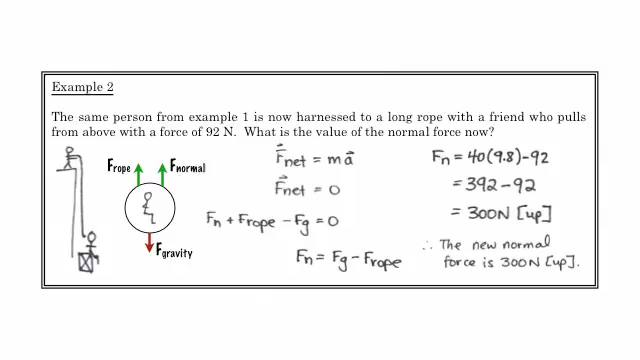 Example 2
The same person from example 1 is now harnessed to a long rope with a friend who pulls
from above with a force of 92 N. What is the value of the normal force now?
Frope
Fnormal
Fgravity
F⃗net = ma⃗
F⃗net = 0
Fn + Frope - Fg = 0
Fn = Fg - Frope
Fn = 40(9.8)-92
= 392-92
= 300N [up]
∴ The new normal
force is 300N [up].